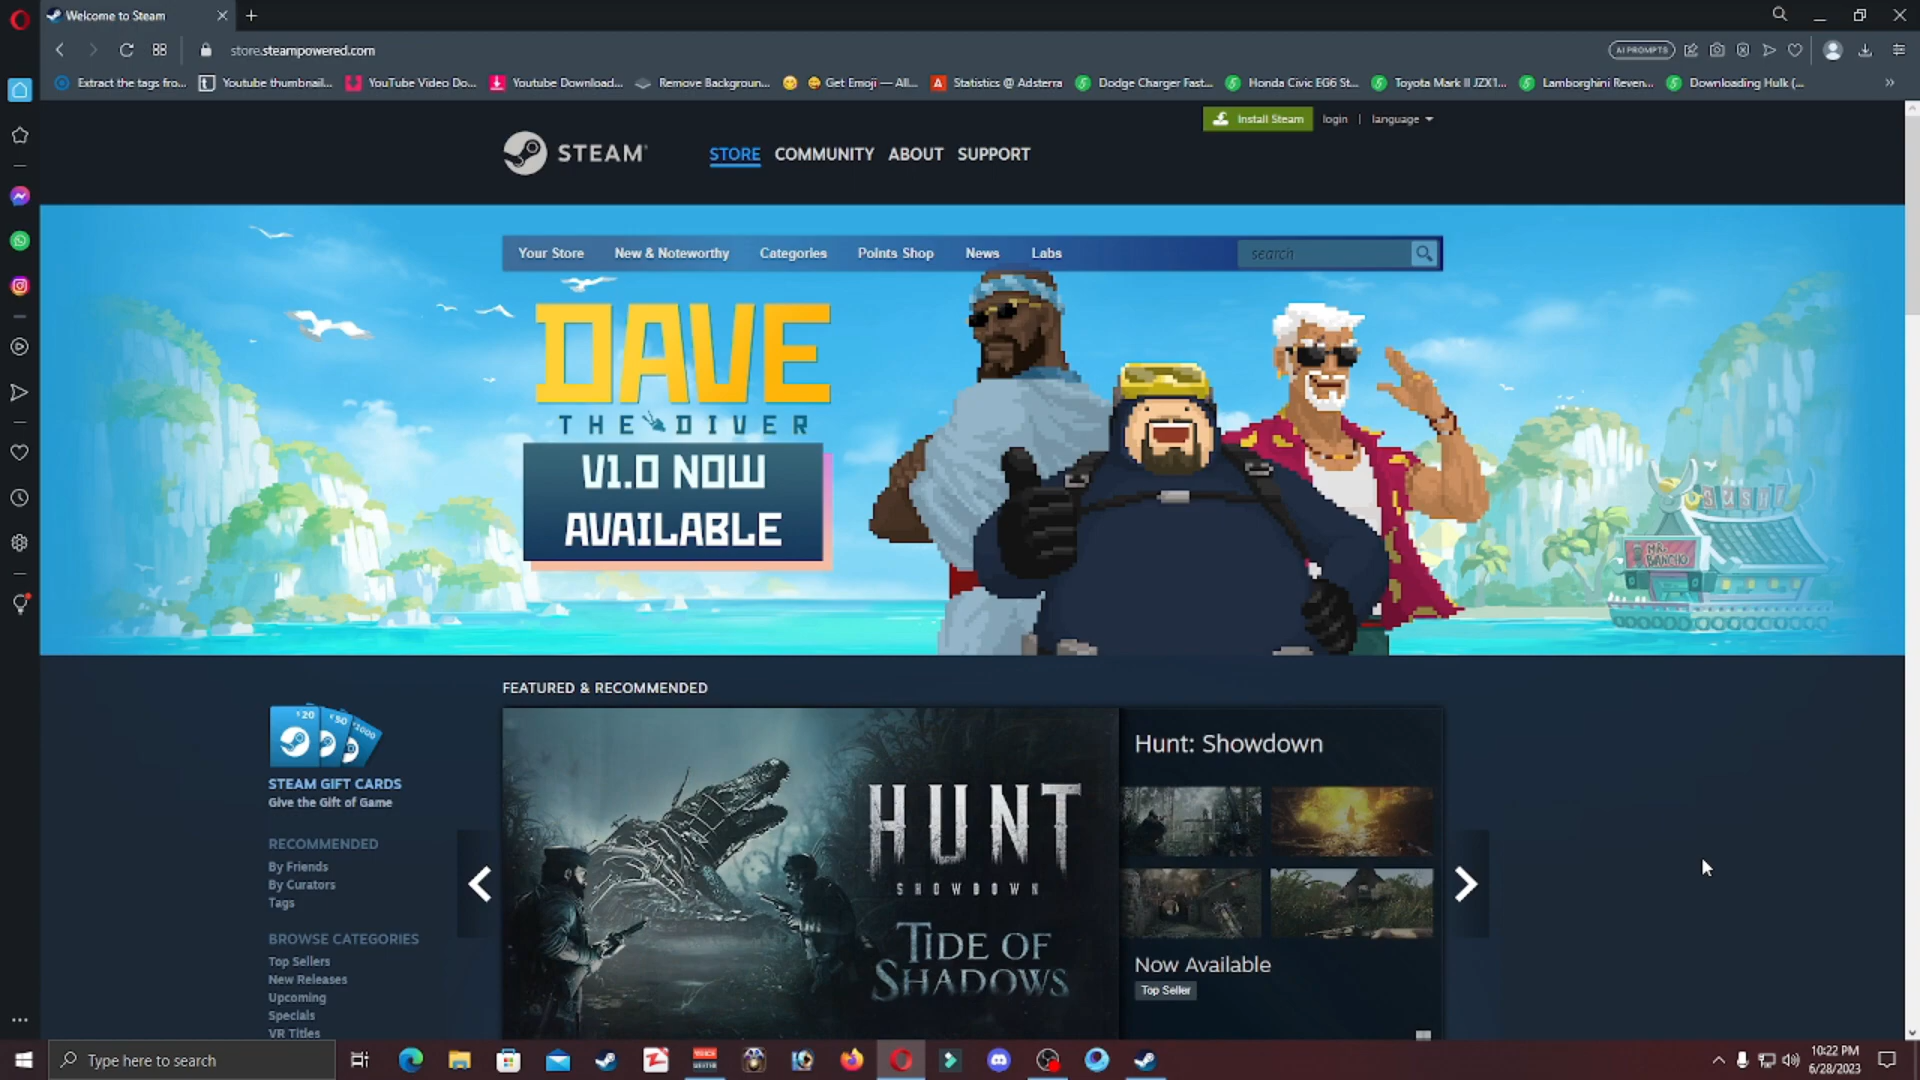 Welcome to Steam
store.steampowered.com
AI PROMPTS
Extract the tags fro...
Youtube thumbnail...
YouTube Video Do...
Youtube Download...
Remove Backgroun...
Get Emoji — All...
Statistics @ Adsterra
Dodge Charger Fast...
Honda Civic EG6 St...
Toyota Mark II JZX1...
Lamborghini Reven...
Downloading Hulk (...
Install Steam
login
|
language
STEAM
STORE
COMMUNITY
ABOUT
SUPPORT
Your Store
New & Noteworthy
Categories
Points Shop
News
Labs
search
DAVE
THE DIVER
V1.0 NOW
AVAILABLE
SUSHI
MR.
BANCHO
FEATURED & RECOMMENDED
STEAM GIFT CARDS
Give the Gift of Game
RECOMMENDED
By Friends
By Curators
Tags
BROWSE CATEGORIES
Top Sellers
New Releases
Upcoming
Specials
VR Titles
HUNT
SHOWDOWN
TIDE OF
SHADOWS
Hunt: Showdown
Now Available
Top Seller
Type here to search
10:22 PM
6/28/2023